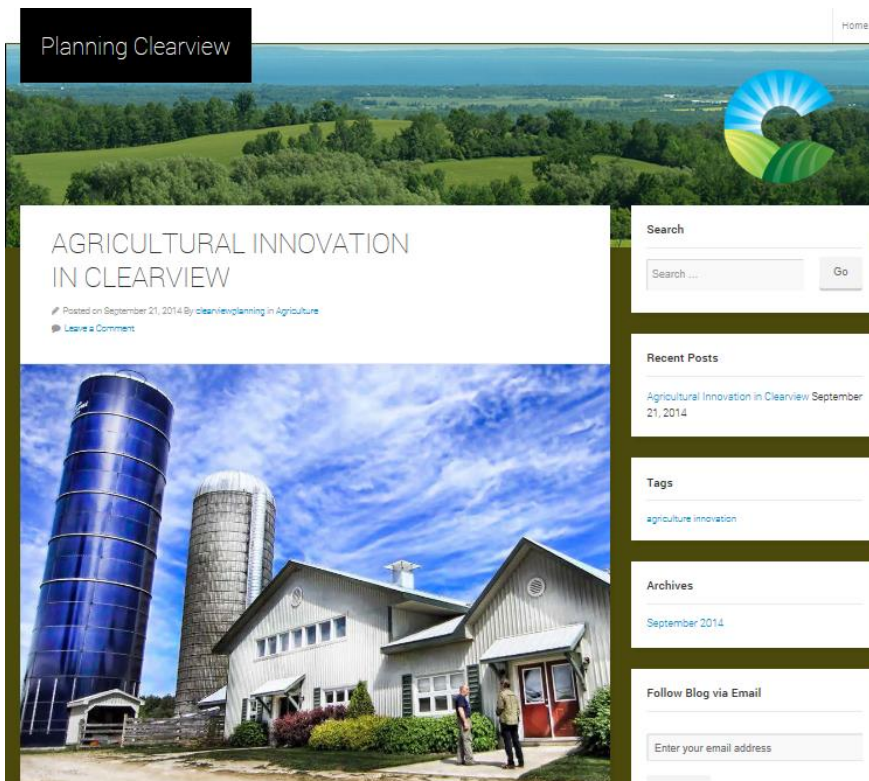 Planning Clearview
Home
AGRICULTURAL INNOVATION
IN CLEARVIEW
Posted on September 21, 2014 By clearviewplanning in Agriculture
Leave a Comment
Search
Search ...
Go
Recent Posts
Agricultural Innovation in Clearview September
21, 2014
Tags
agriculture innovation
Archives
September 2014
Follow Blog via Email
Enter your email address